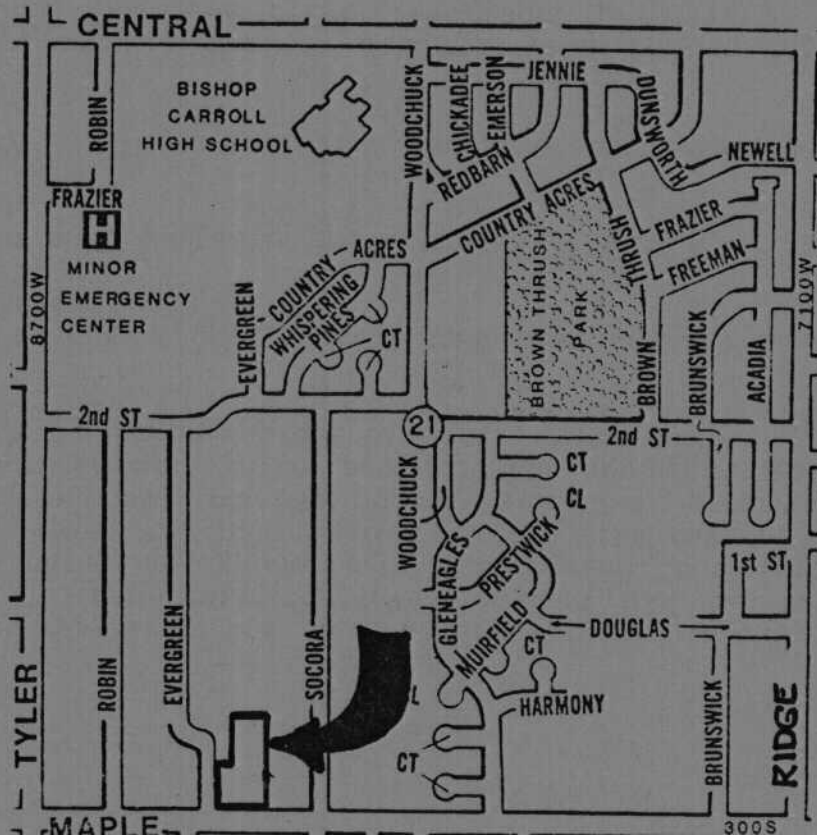 CENTRAL
ROBIN
BISHOP
CARROLL
HIGH SCHOOL
WOODCHUCK
CHICKADEE
EMERSON
JENNIE
DUNSWORTH
REDBARN
NEWELL
FRAZIER
H
MINOR
EMERGENCY
CENTER
8700W
EVERGREEN
COUNTRY ACRES
WHISPERING
PINES
CT
COUNTRY ACRES
BROWN THRUSH
PARK
BROWN THRUSH
FRAZIER
FREEMAN
BRUNSWICK
ACADIA
7100W
2nd ST
21
2nd ST
CT
CL
WOODCHUCK
GLENEAGLES
PRESTWICK
MUIRFIELD
1st ST
DOUGLAS
CT
HARMONY
TYLER
ROBIN
EVERGREEN
SOCORA
CT
BRUNSWICK
RIDGE
MAPLE
300S